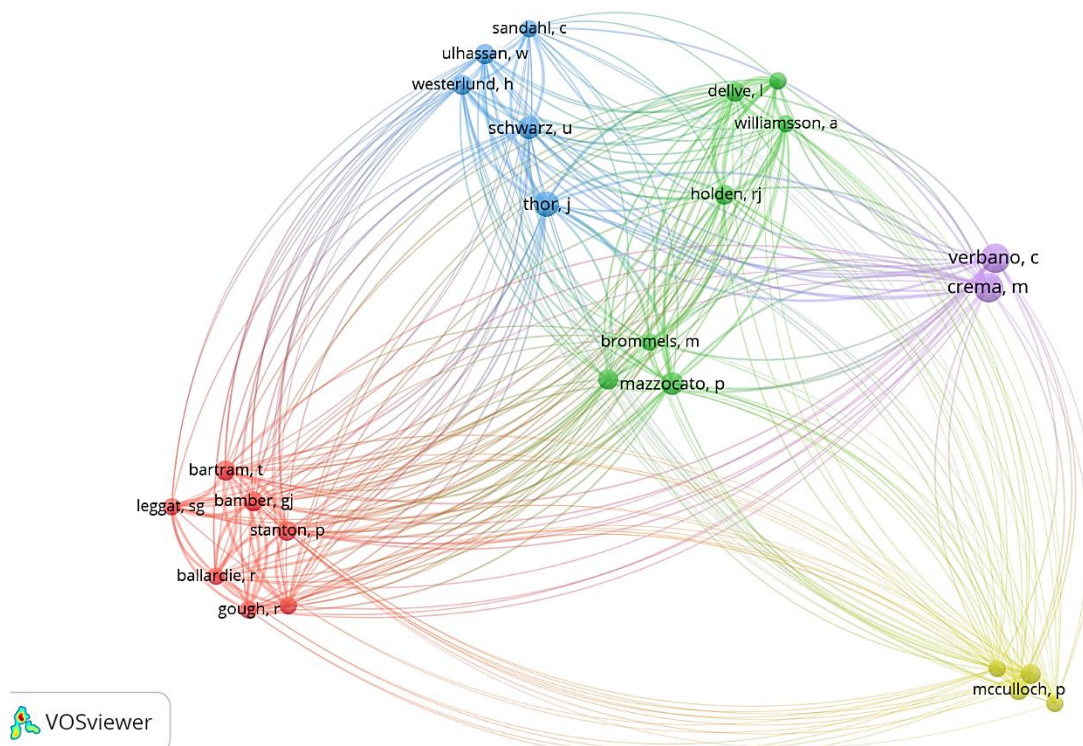 sandahl, c
ulhassan, w
westerlund, h
dellve, l
williamsson, a
schwarz, u
holden, rj
thor, j
verbano, c
crema, m
brommels, m
mazzocato, p
bartram, t
bamber, gj
leggat, sg
stanton, p
ballardie, r
gough, r
mcculloch, p
VOSviewer